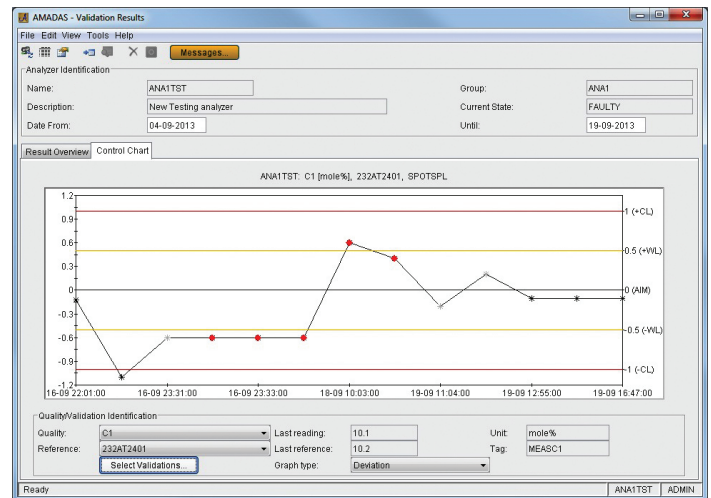 AMADAS - Validation Results
File Edit View Tools Help
Messages...
Analyzer Identification
Name: ANA1TST Group: ANA1
Description: New Testing analyzer Current State: FAULTY
Date From: 04-09-2013 Until: 19-09-2013
Result Overview Control Chart
ANA1TST: C1 [mole%], 232AT2401, SPOTSPL
1.2
1 (+CL)
0.9
0.6
0.5 (+WL)
0.3
0 0 (AIM)
-0.3
-0.5 (-WL)
-0.6
-0.9
-1 (-CL)
-1.2
16-09 22:01:00 16-09 23:31:00 16-09 23:33:00 18-09 10:03:00 19-09 11:04:00 19-09 12:55:00 19-09 16:47:00
Quality/Validation Identification
Quality: C1 Last reading: 10.1 Unit: mole%
Reference: 232AT2401 Last reference: 10.2 Tag: MEASC1
Select Validations... Graph type: Deviation
Ready ANA1TST ADMIN